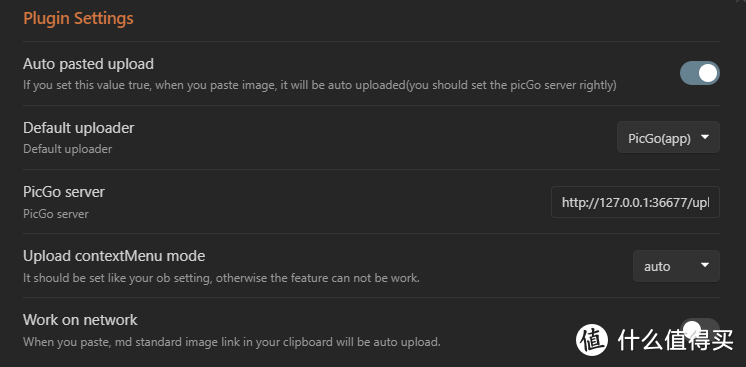 Plugin Settings
Auto pasted upload
If you set this value true, when you paste image, it will be auto uploaded(you should set the picGo server rightly)
Default uploader
Default uploader
PicGo(app)
PicGo server
PicGo server
http://127.0.0.1:36677/upl
Upload contextMenu mode
It should be set like your ob setting, otherwise the feature can not be work.
auto
Work on network
When you paste, md standard image link in your clipboard will be auto upload.
值 什么值得买